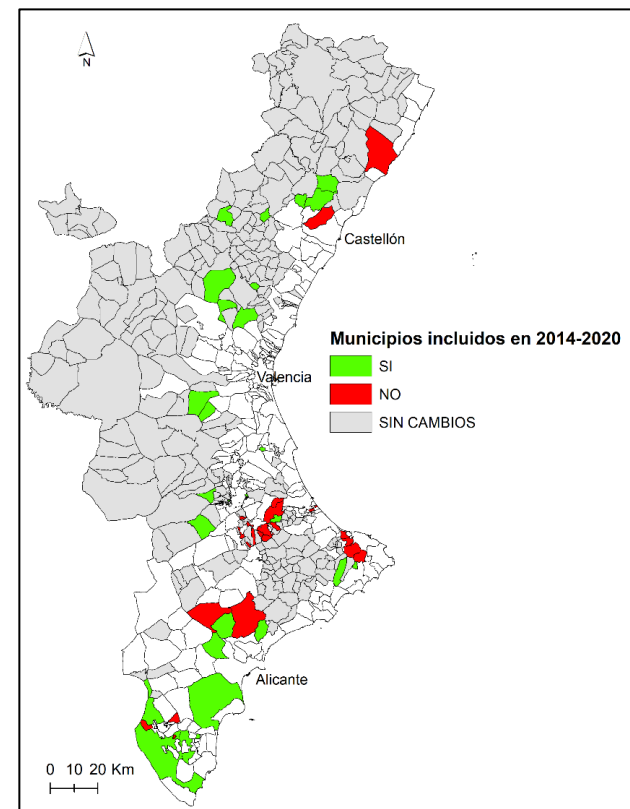 N
Castellón
Municipios incluidos en 2014-2020
SI
NO
SIN CAMBIOS
Valencia
Alicante
0 10 20 Km